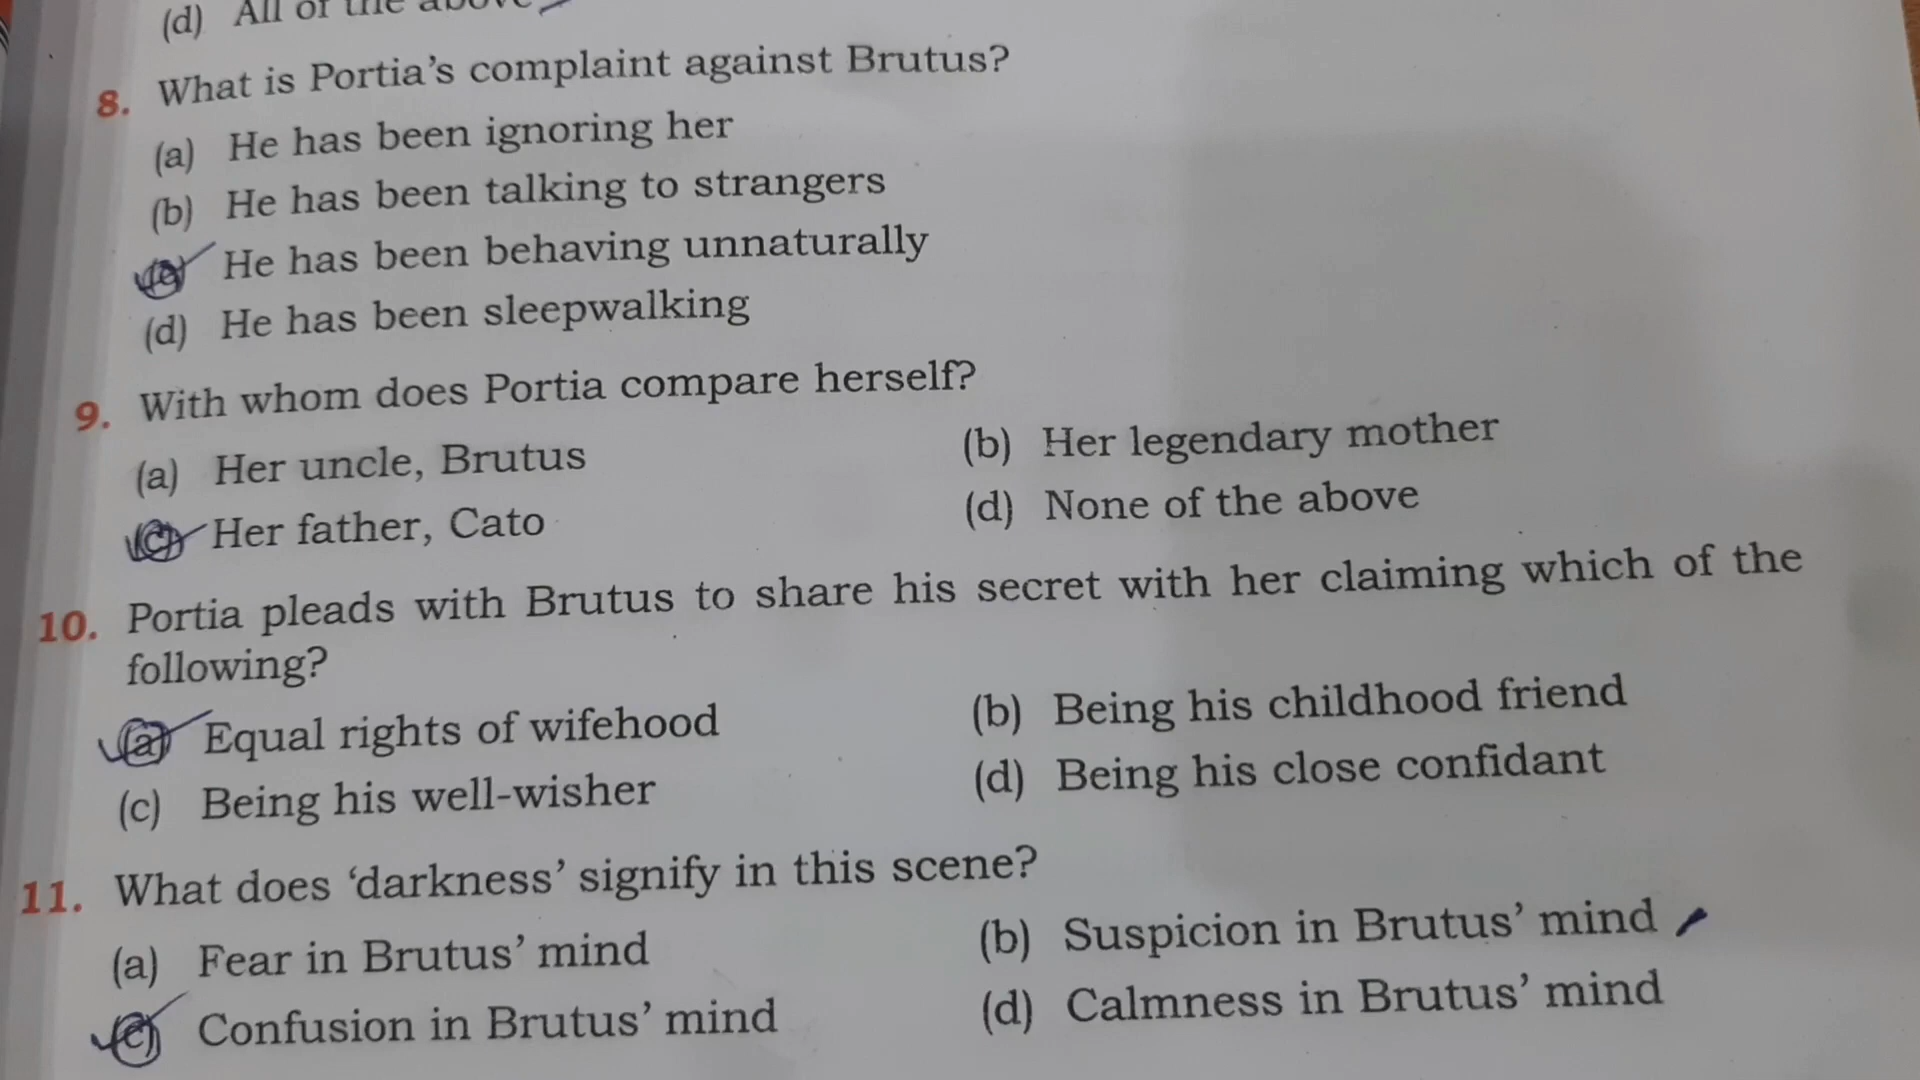 (d) All of the above
8. What is Portia's complaint against Brutus?
(a) He has been ignoring her
(b) He has been talking to strangers
(c) He has been behaving unnaturally
(d) He has been sleepwalking
9. With whom does Portia compare herself?
(a) Her uncle, Brutus (b) Her legendary mother
(c) Her father, Cato (d) None of the above
10. Portia pleads with Brutus to share his secret with her claiming which of the
following?
(a) Equal rights of wifehood (b) Being his childhood friend
(c) Being his well-wisher (d) Being his close confidant
11. What does 'darkness' signify in this scene?
(a) Fear in Brutus' mind (b) Suspicion in Brutus' mind
(c) Confusion in Brutus' mind (d) Calmness in Brutus' mind